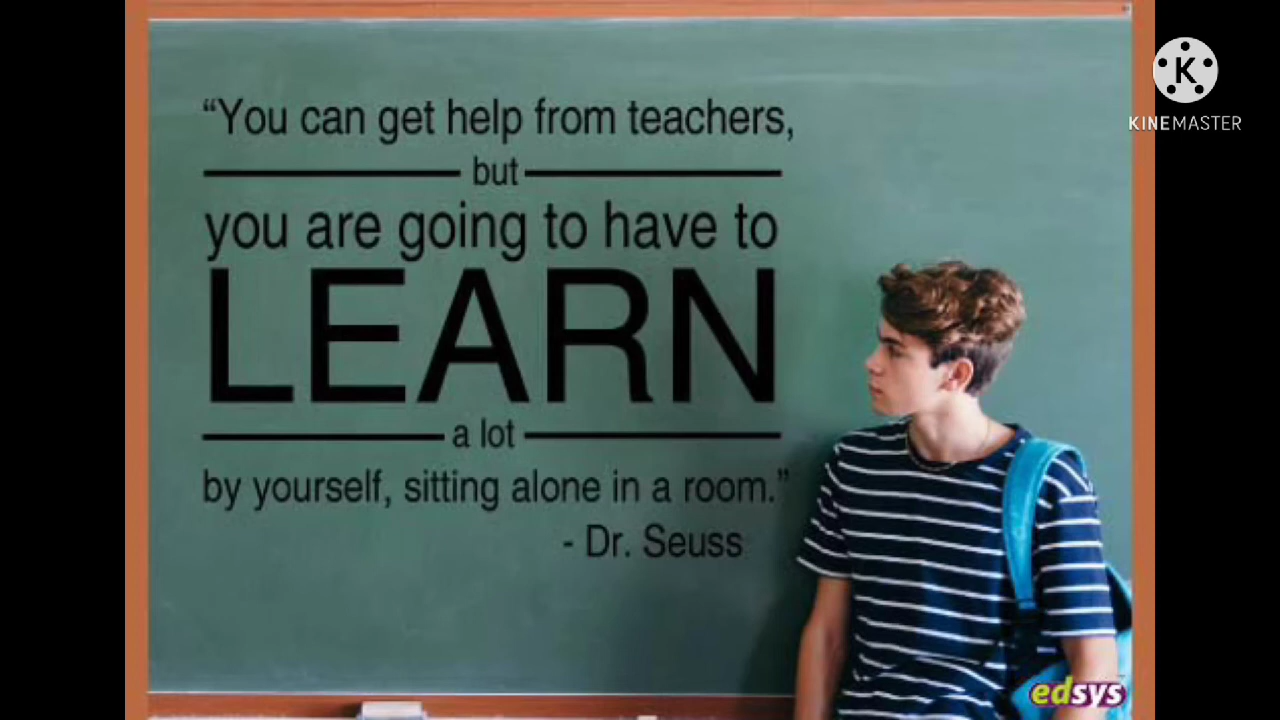 “You can get help from teachers,
but
you are going to have to
LEARN
a lot
by yourself, sitting alone in a room.”
- Dr. Seuss
K
KINEMASTER
edsys